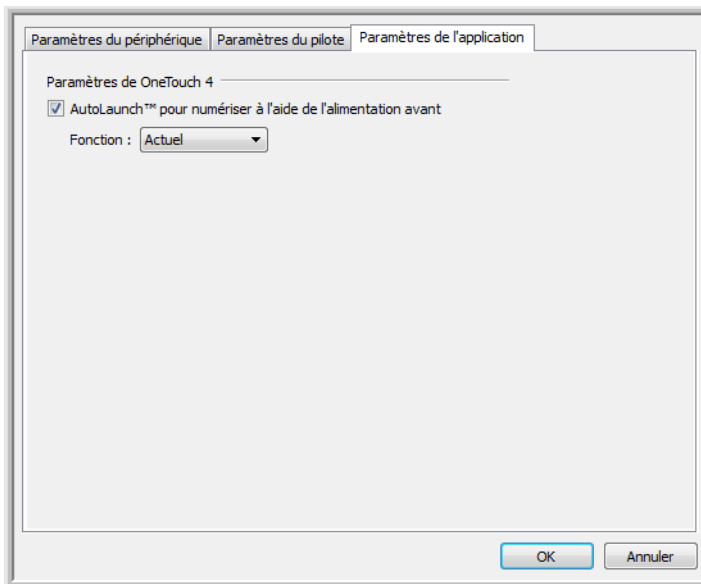 Paramètres du périphérique Paramètres du pilote Paramètres de l'application
Paramètres de OneTouch 4
AutoLaunch™ pour numériser à l'aide de l'alimentation avant
Fonction : Actuel
OK Annuler